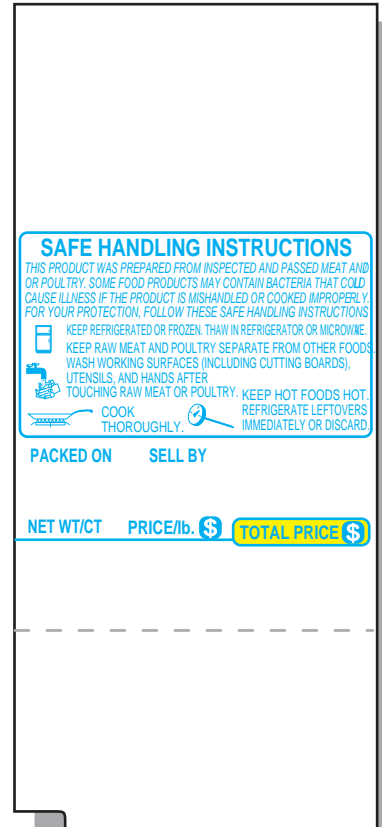 SAFE HANDLING INSTRUCTIONS
THIS PRODUCT WAS PREPARED FROM INSPECTED AND PASSED MEAT AND/
OR POULTRY. SOME FOOD PRODUCTS MAY CONTAIN BACTERIA THAT COULD
CAUSE ILLNESS IF THE PRODUCT IS MISHANDLED OR COOKED IMPROPERLY.
FOR YOUR PROTECTION, FOLLOW THESE SAFE HANDLING INSTRUCTIONS
KEEP REFRIGERATED OR FROZEN. THAW IN REFRIGERATOR OR MICROWAVE.
KEEP RAW MEAT AND POULTRY SEPARATE FROM OTHER FOODS.
WASH WORKING SURFACES (INCLUDING CUTTING BOARDS),
UTENSILS, AND HANDS AFTER
TOUCHING RAW MEAT OR POULTRY.
COOK
THOROUGHLY.
KEEP HOT FOODS HOT.
REFRIGERATE LEFTOVERS
IMMEDIATELY OR DISCARD.
PACKED ON SELL BY
NET WT/CT PRICE/lb. $ TOTAL PRICE $